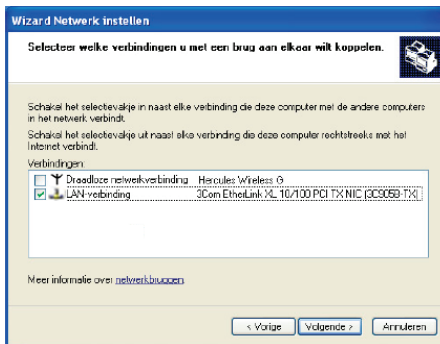 Wizard Netwerk instellen
Selecteer welke verbindingen u met een brug aan elkaar wilt koppelen.
Schakel het selectievakje in naast elke verbinding die deze computer met de andere computers
in het netwerk verbindt.
Schakel het selectievakje uit naast elke verbinding die deze computer rechtstreeks met het
Internet verbindt.
Verbindingen:
Draadloze netwerkverbinding Hercules Wireless G
LAN-verbinding 3Com EtherLink XL 10/100 PCI TX NIC (3C905B-TX)
Meer informatie over netwerkbruggen.
< Vorige Volgende > Annuleren